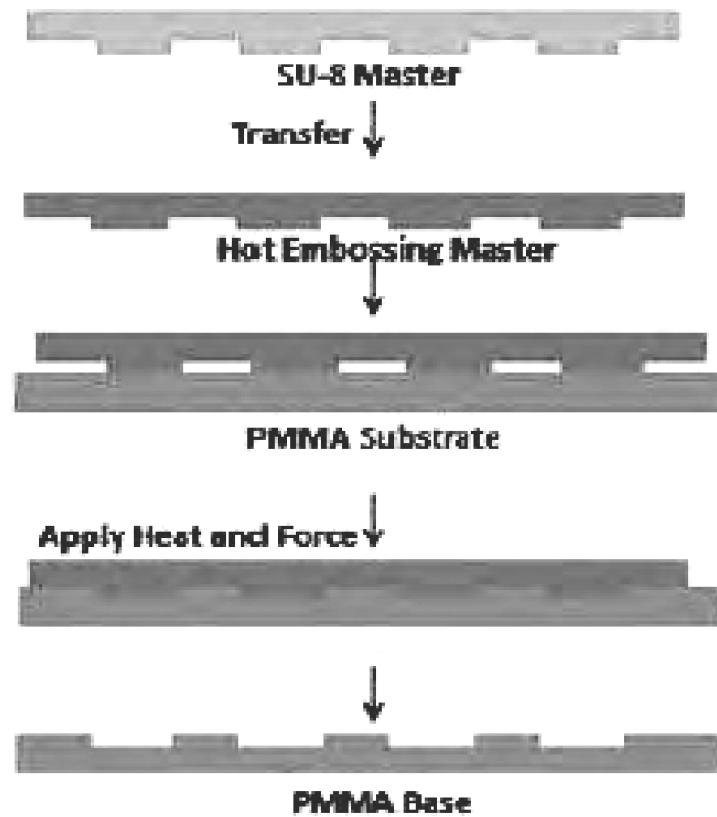 SU-8 Master
Transfer
Hot Embossing Master
PMMA Substrate
Apply Heat and Force
PMMA Base